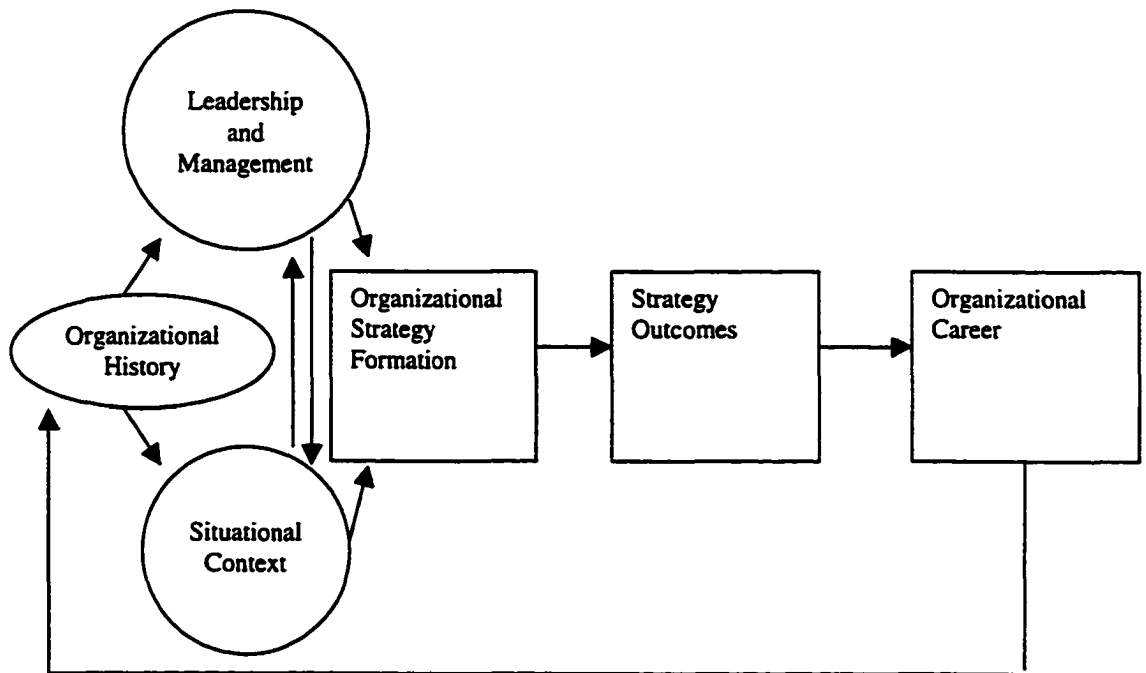 Leadership
and
Management
Organizational
History
Situational
Context
Organizational
Strategy
Formation
Strategy
Outcomes
Organizational
Career